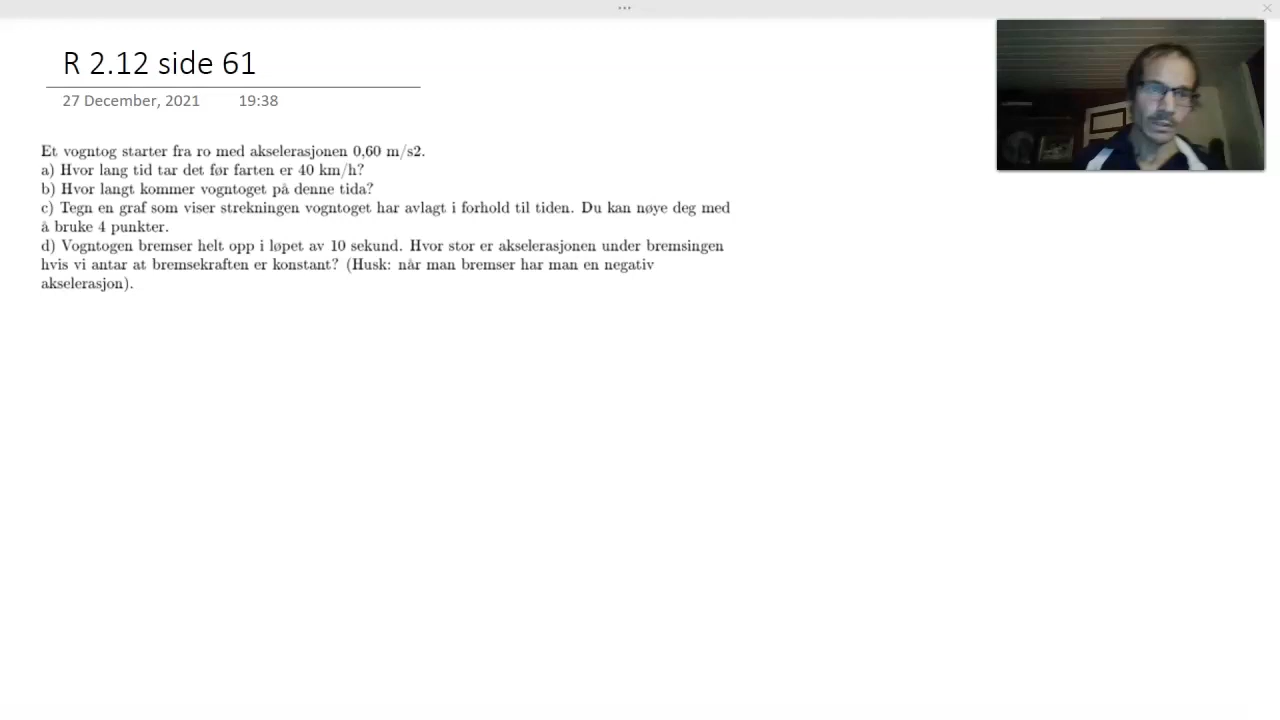 R 2.12 side 61
27 December, 2021 19:38
Et vogntog starter fra ro med akselerasjonen 0,60 m/s2.
a) Hvor lang tid tar det før farten er 40 km/h?
b) Hvor langt kommer vogntoget på denne tida?
c) Tegn en graf som viser strekningen vogntoget har avlagt i forhold til tiden. Du kan nøye deg med
å bruke 4 punkter.
d) Vogntogen bremser helt opp i løpet av 10 sekund. Hvor stor er akselerasjonen under bremsingen
hvis vi antar at bremsekraften er konstant? (Husk: når man bremser har man en negativ
akselerasjon).